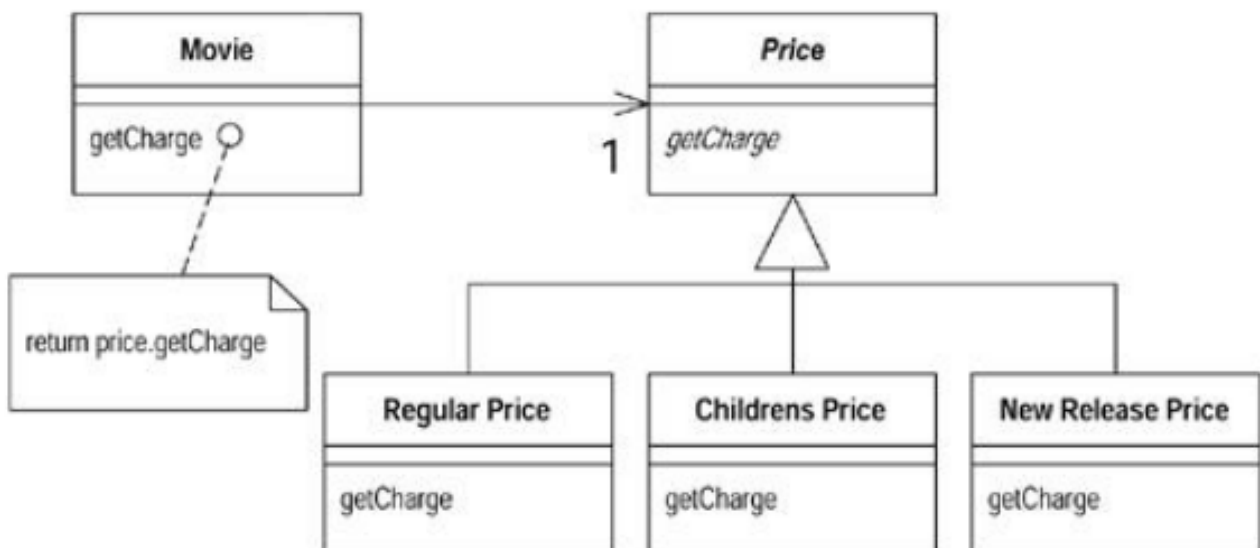 Movie
Price
getCharge
1
getCharge
return price.getCharge
Regular Price
Childrens Price
New Release Price
getCharge
getCharge
getCharge